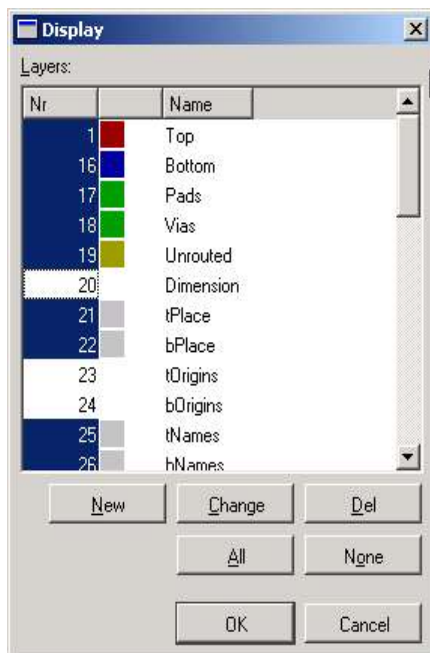 Display
Layers:
Nr Name
1 Top
16 Bottom
17 Pads
18 Vias
19 Unrouted
20 Dimension
21 tPlace
22 bPlace
23 tOrigins
24 bOrigins
25 tNames
26 bNames
New Change Del
All None
OK Cancel